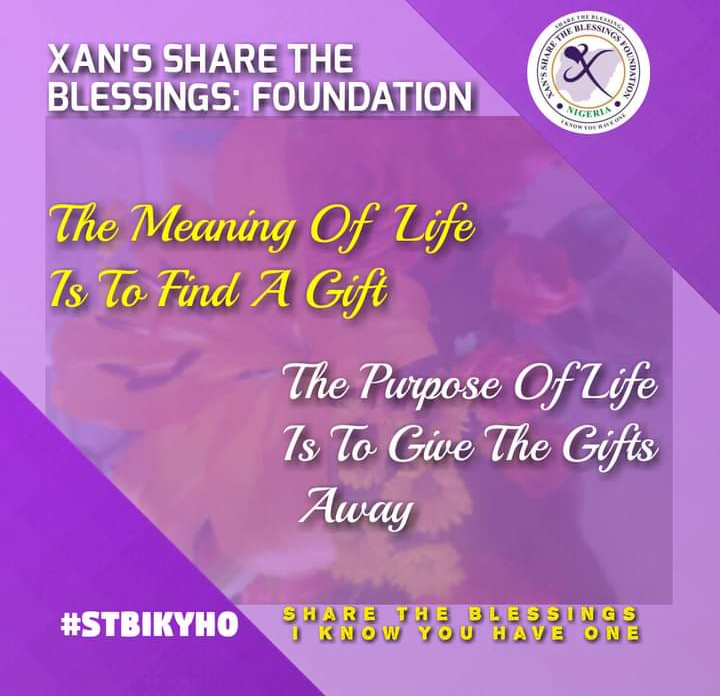 XAN'S SHARE THE
BLESSINGS: FOUNDATION
SHARE THE BLESSINGS
XAN'S SHARE THE BLESSINGS FOUNDATION
X
NIGERIA
I KNOW YOU HAVE ONE
The Meaning Of Life
Is To Find A Gift
The Purpose Of Life
Is To Give The Gifts
Away
#STBIKYHO
SHARE THE BLESSINGS
I KNOW YOU HAVE ONE